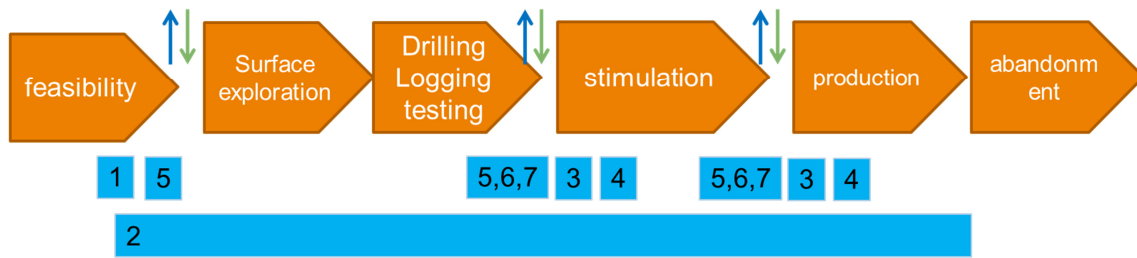 feasibility
Surface
exploration
Drilling
Logging
testing
stimulation
production
abandonm
ent
1
5
5,6,7
3
4
5,6,7
3
4
2